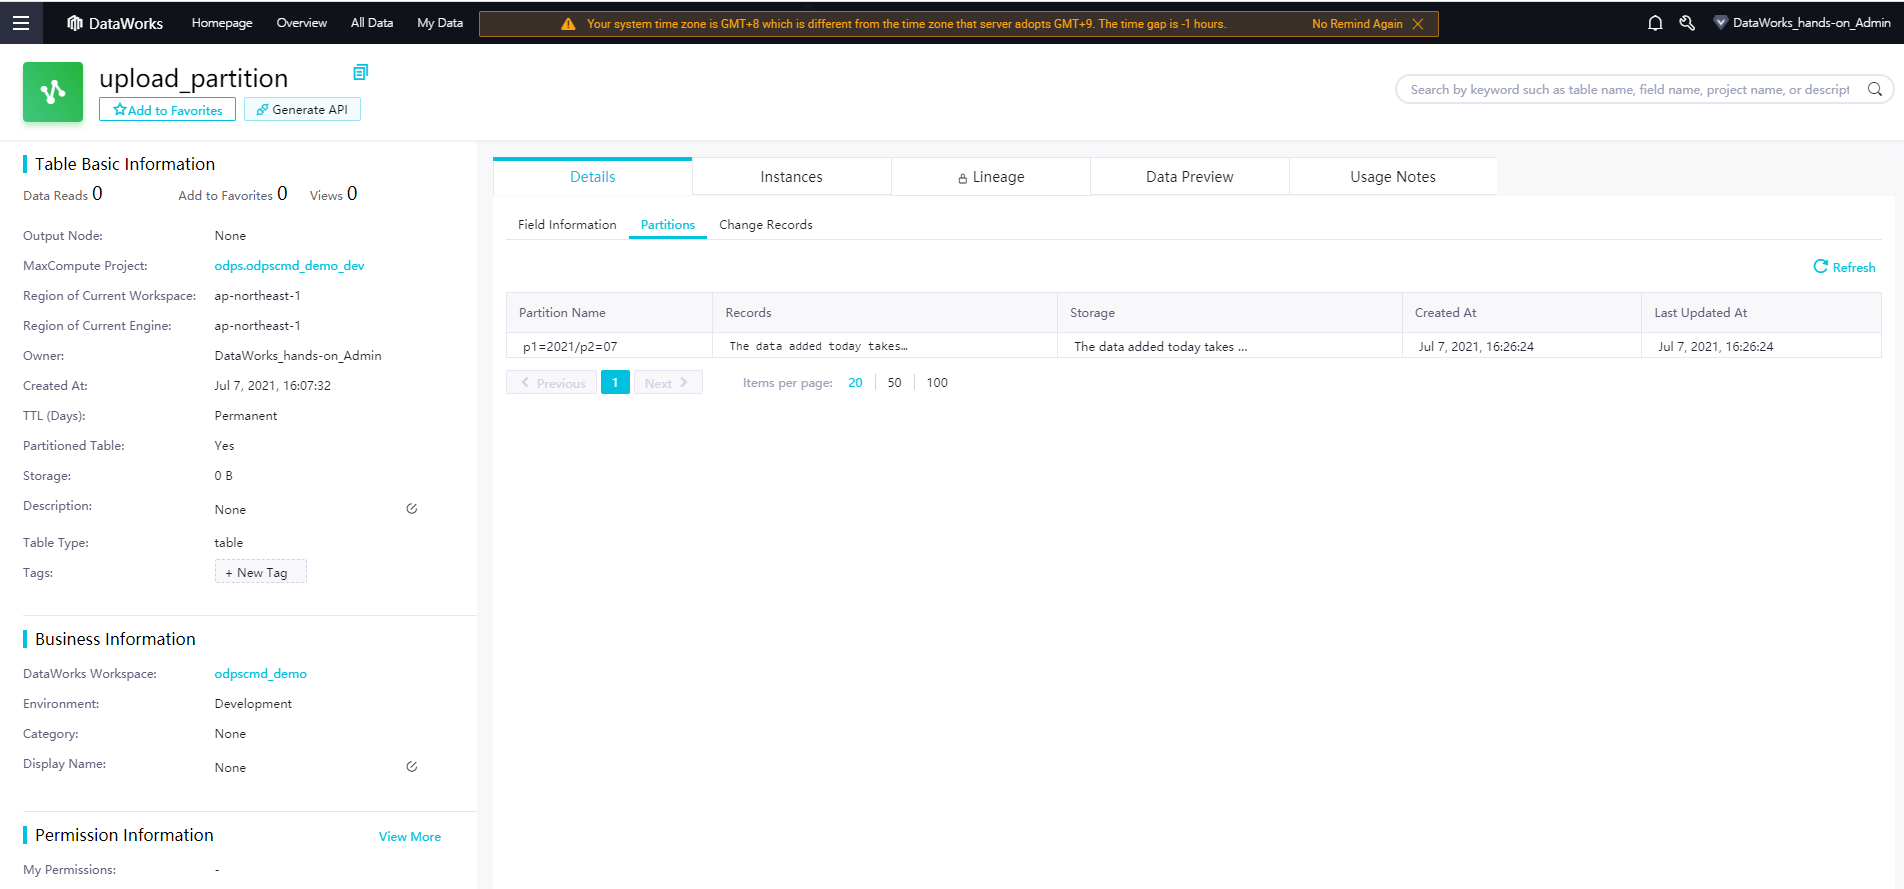 DataWorks Homepage Overview All Data My Data Your system time zone is GMT+8 which is different from the time zone that server adopts GMT+9. The time gap is -1 hours. No Remind Again DataWorks_hands-on_Admin
upload_partition
Add to Favorites Generate API
Search by keyword such as table name, field name, project name, or descript
Table Basic Information
Data Reads 0 Add to Favorites 0 Views 0
Output Node: None
MaxCompute Project: odps.odpscmd_demo_dev
Region of Current Workspace: ap-northeast-1
Region of Current Engine: ap-northeast-1
Owner: DataWorks_hands-on_Admin
Created At: Jul 7, 2021, 16:07:32
TTL (Days): Permanent
Partitioned Table: Yes
Storage: 0 B
Description: None
Table Type: table
Tags: + New Tag
Business Information
DataWorks Workspace: odpscmd_demo
Environment: Development
Category: None
Display Name: None
Permission Information View More
My Permissions: -
Details Instances Lineage Data Preview Usage Notes
Field Information Partitions Change Records
Refresh
Partition Name Records Storage Created At Last Updated At
p1=2021/p2=07 The data added today takes… The data added today takes ... Jul 7, 2021, 16:26:24 Jul 7, 2021, 16:26:24
Previous 1 Next Items per page: 20 50 100